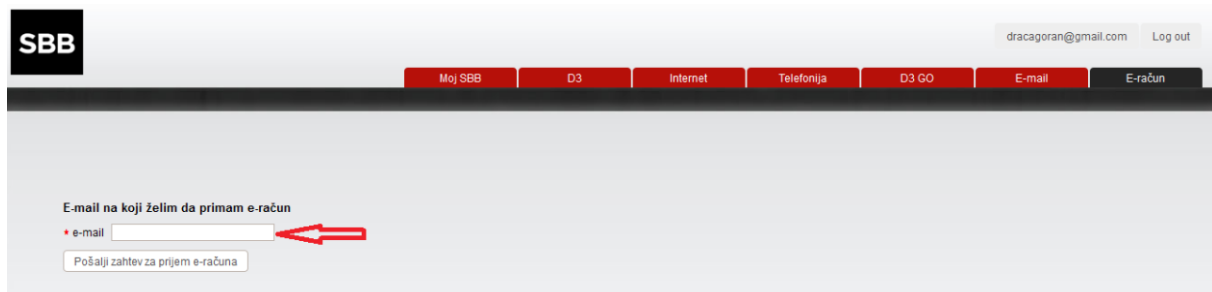 SBB
dracagoran@gmail.com Log out
Moj SBB D3 Internet Telefonija D3 GO E-mail E-račun
E-mail na koji želim da primam e-račun
* e-mail
Pošalji zahtev za prijem e-računa